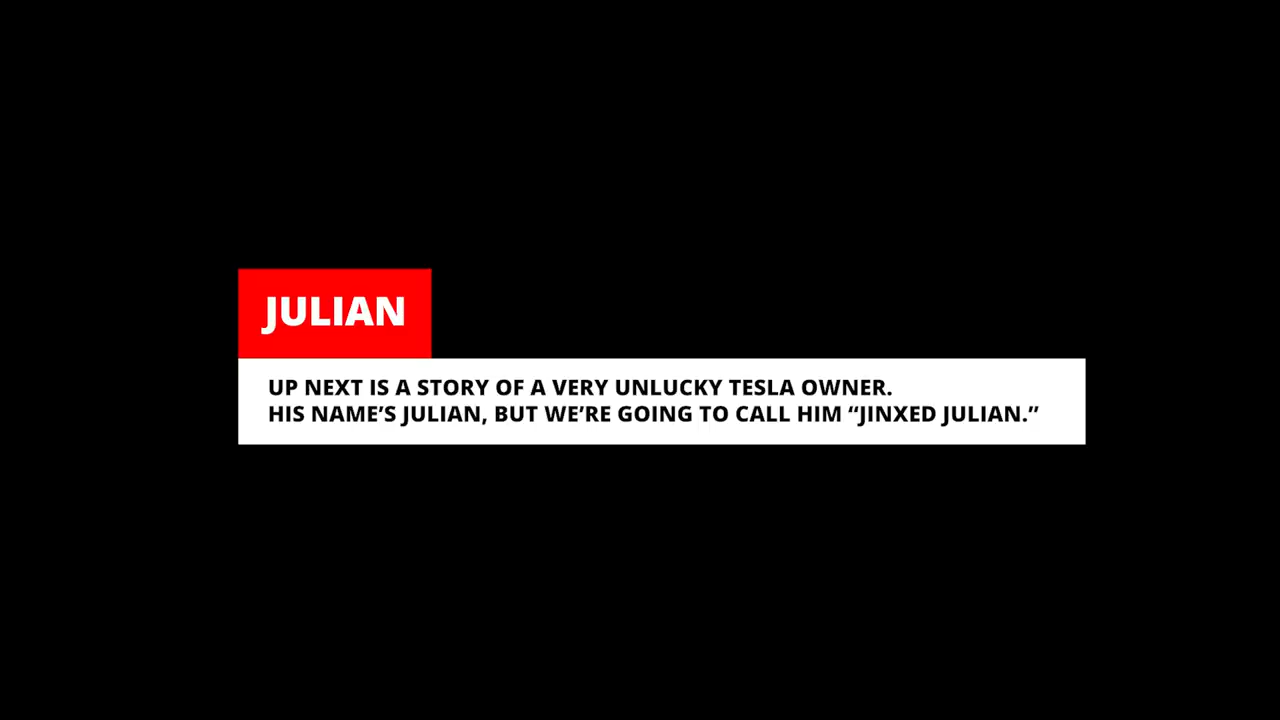 JULIAN
UP NEXT IS A STORY OF A VERY UNLUCKY TESLA OWNER.
HIS NAME’S JULIAN, BUT WE’RE GOING TO CALL HIM “JINXED JULIAN.”